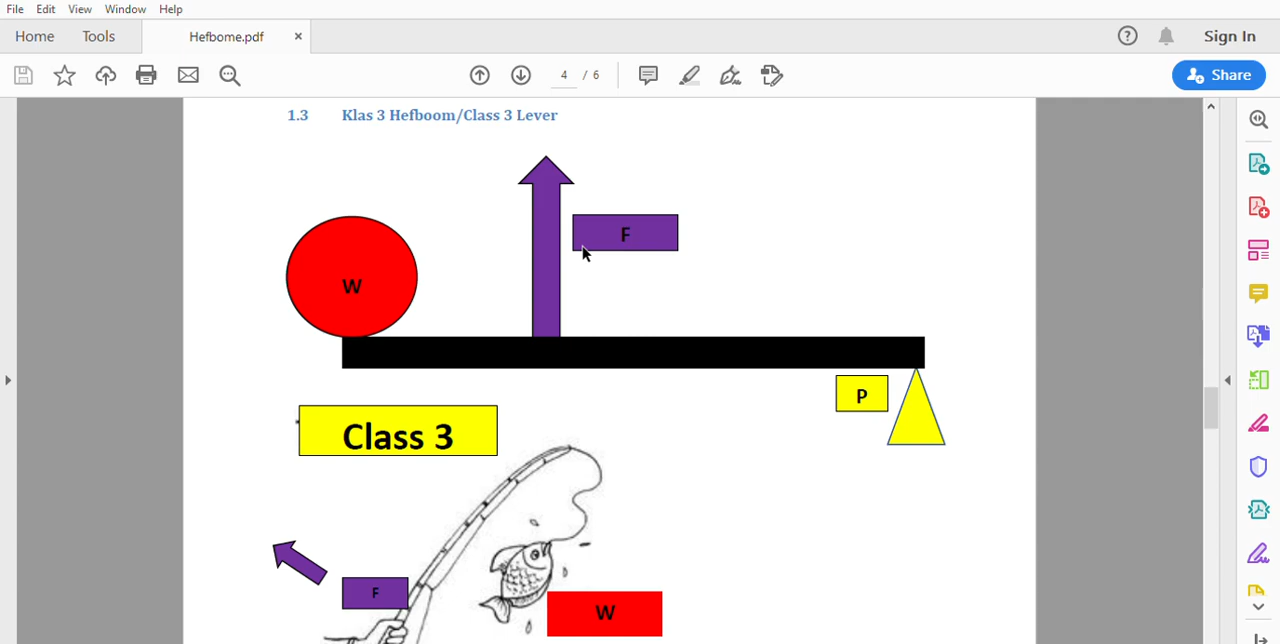 File Edit View Window Help
Home Tools Hefbome.pdf × Sign In
4 / 6 Share
1.3 Klas 3 Hefboom/Class 3 Lever
F
W
P
Class 3
F
W